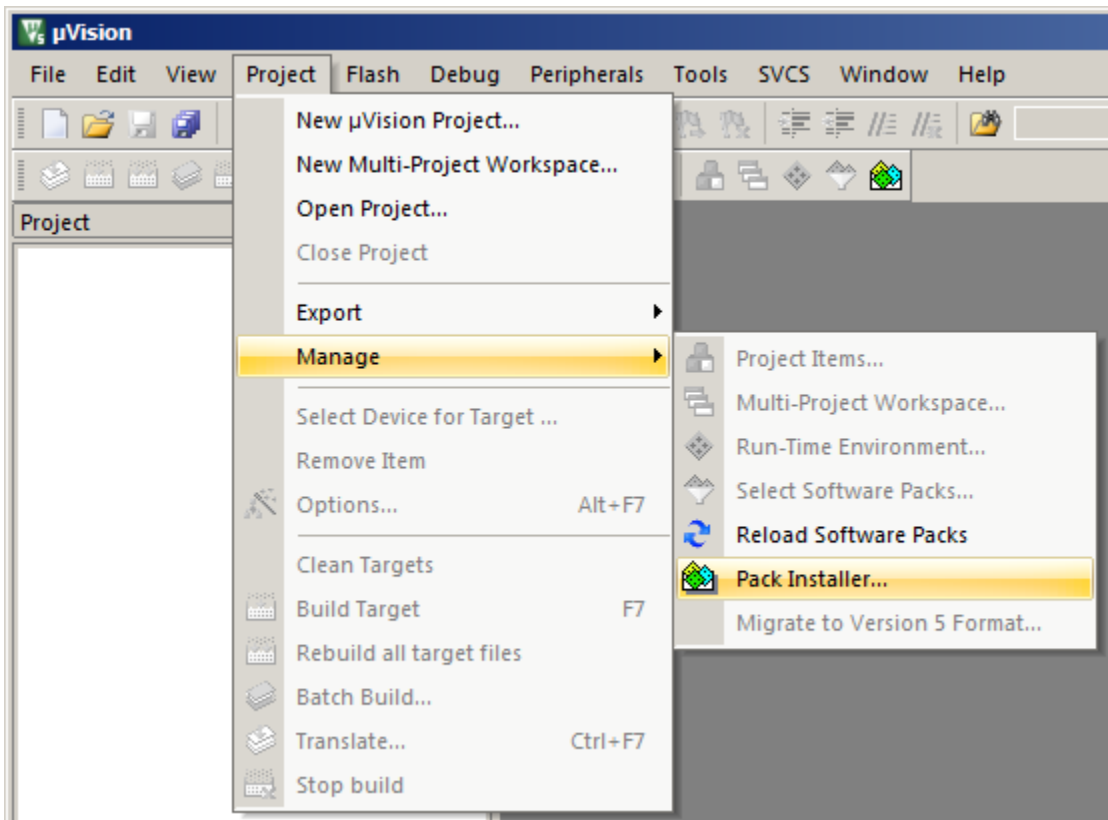 µVision
File Edit View Project Flash Debug Peripherals Tools SVCS Window Help
Project
New µVision Project...
New Multi-Project Workspace...
Open Project...
Close Project
Export
Manage
Select Device for Target ...
Remove Item
Options... Alt+F7
Clean Targets
Build Target F7
Rebuild all target files
Batch Build...
Translate... Ctrl+F7
Stop build
Project Items...
Multi-Project Workspace...
Run-Time Environment...
Select Software Packs...
Reload Software Packs
Pack Installer...
Migrate to Version 5 Format...